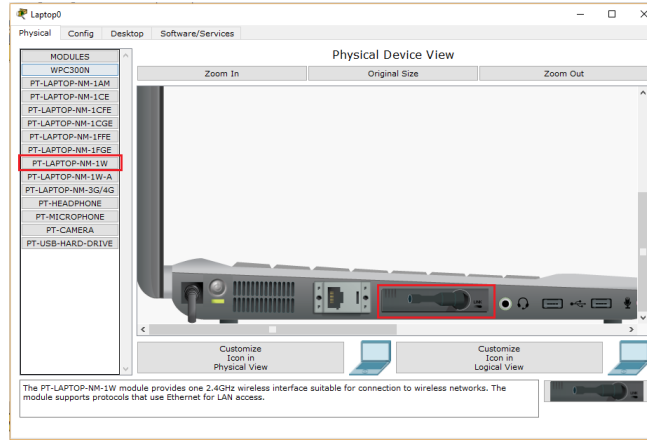 Laptop0
Physical Config Desktop Software/Services
MODULES
WPC300N
PT-LAPTOP-NM-1AM
PT-LAPTOP-NM-1CE
PT-LAPTOP-NM-1CFE
PT-LAPTOP-NM-1CGE
PT-LAPTOP-NM-1FFE
PT-LAPTOP-NM-1FGE
PT-LAPTOP-NM-1W
PT-LAPTOP-NM-1W-A
PT-LAPTOP-NM-3G/4G
PT-HEADPHONE
PT-MICROPHONE
PT-CAMERA
PT-USB-HARD-DRIVE
Physical Device View
Zoom In Original Size Zoom Out
Customize
Icon in
Physical View
Customize
Icon in
Logical View
The PT-LAPTOP-NM-1W module provides one 2.4GHz wireless interface suitable for connection to wireless networks. The
module supports protocols that use Ethernet for LAN access.